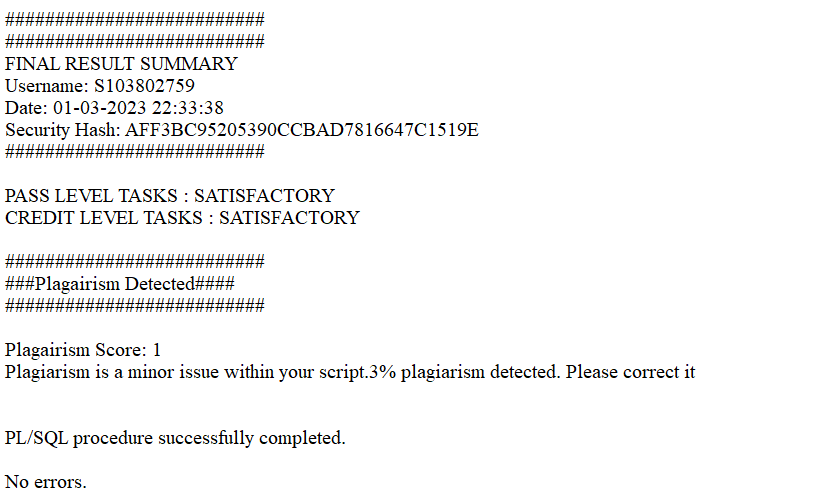 ##########################
##########################
FINAL RESULT SUMMARY
Username: S103802759
Date: 01-03-2023 22:33:38
Security Hash: AFF3BC95205390CCBAD7816647C1519E
##########################
PASS LEVEL TASKS : SATISFACTORY
CREDIT LEVEL TASKS : SATISFACTORY
##########################
###Plagairism Detected####
##########################
Plagairism Score: 1
Plagiarism is a minor issue within your script.3% plagiarism detected. Please correct it
PL/SQL procedure successfully completed.
No errors.